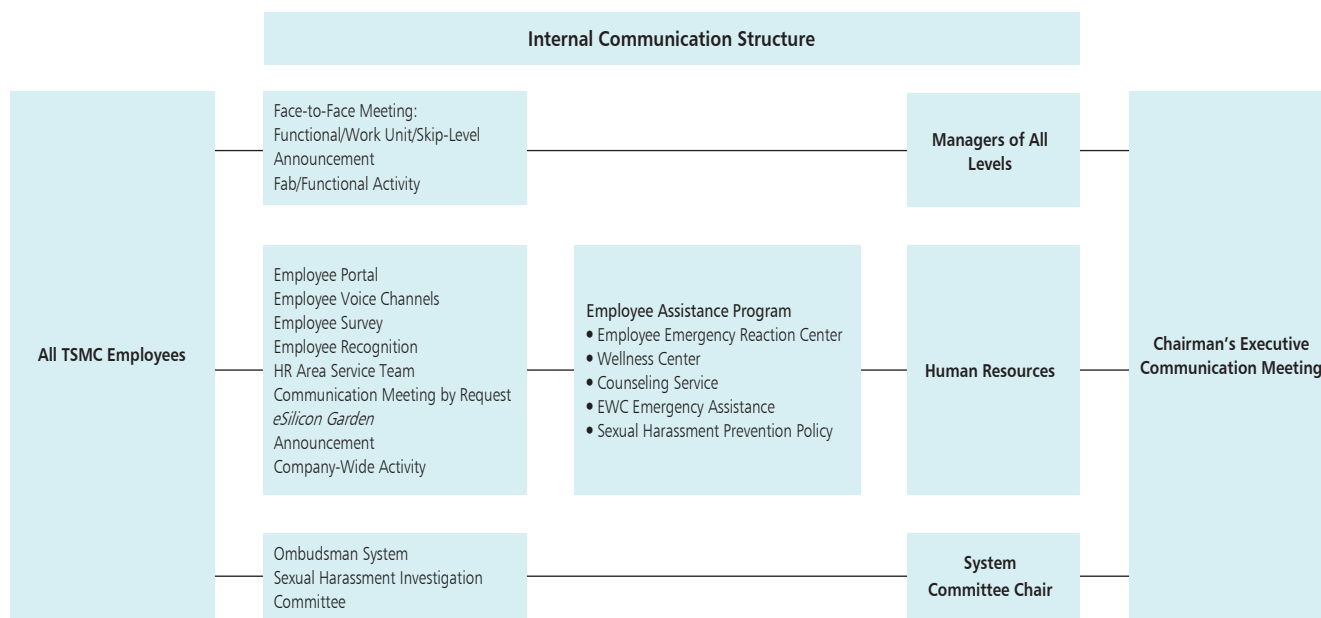 Internal Communication Structure
Face-to-Face Meeting:
Functional/Work Unit/Skip-Level
Announcement
Fab/Functional Activity
Managers of All
Levels
All TSMC Employees
Employee Portal
Employee Voice Channels
Employee Survey
Employee Recognition
HR Area Service Team
Communication Meeting by Request
eSilicon Garden
Announcement
Company-Wide Activity
Employee Assistance Program
• Employee Emergency Reaction Center
• Wellness Center
• Counseling Service
• EWC Emergency Assistance
• Sexual Harassment Prevention Policy
Human Resources
Chairman's Executive
Communication Meeting
Ombudsman System
Sexual Harassment Investigation
Committee
System
Committee Chair